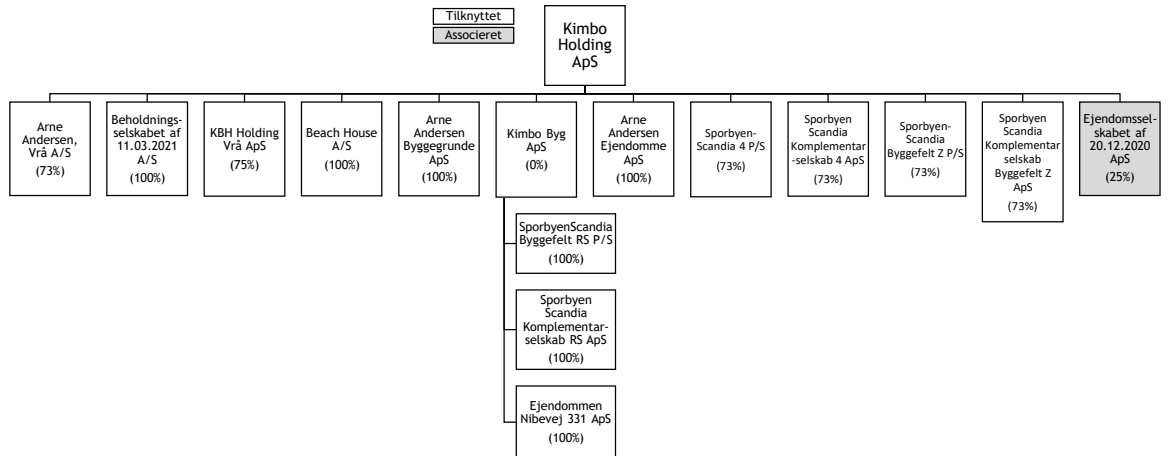 Tilknyttet
Associeret
Kimbo
Holding
ApS
Arne
Andersen,
Vrå A/S
(73%)
Beholdnings-
selskabet af
11.03.2021
A/S
(100%)
KBH Holding
Vrå ApS
(75%)
Beach House
A/S
(100%)
Arne
Andersen
Byggegrunde
ApS
(100%)
Kimbo Byg
ApS
(0%)
Arne
Andersen
Ejendomme
ApS
(100%)
Sporbyen-
Scandia 4 P/S
(73%)
Sporbyen
Scandia
Komplementar
-selskab 4 ApS
(73%)
Sporbyen-
Scandia
Byggefelt Z P/S
(73%)
Sporbyen
Scandia
Komplementar
selskab
Byggefelt Z
ApS
(73%)
Ejendomssel
skabet af
20.12.2020
ApS
(25%)
SporbyenScandia
Byggefelt RS P/S
(100%)
Sporbyen
Scandia
Komplementar-
selskab RS ApS
(100%)
Ejendommen
Nibevej 331 ApS
(100%)